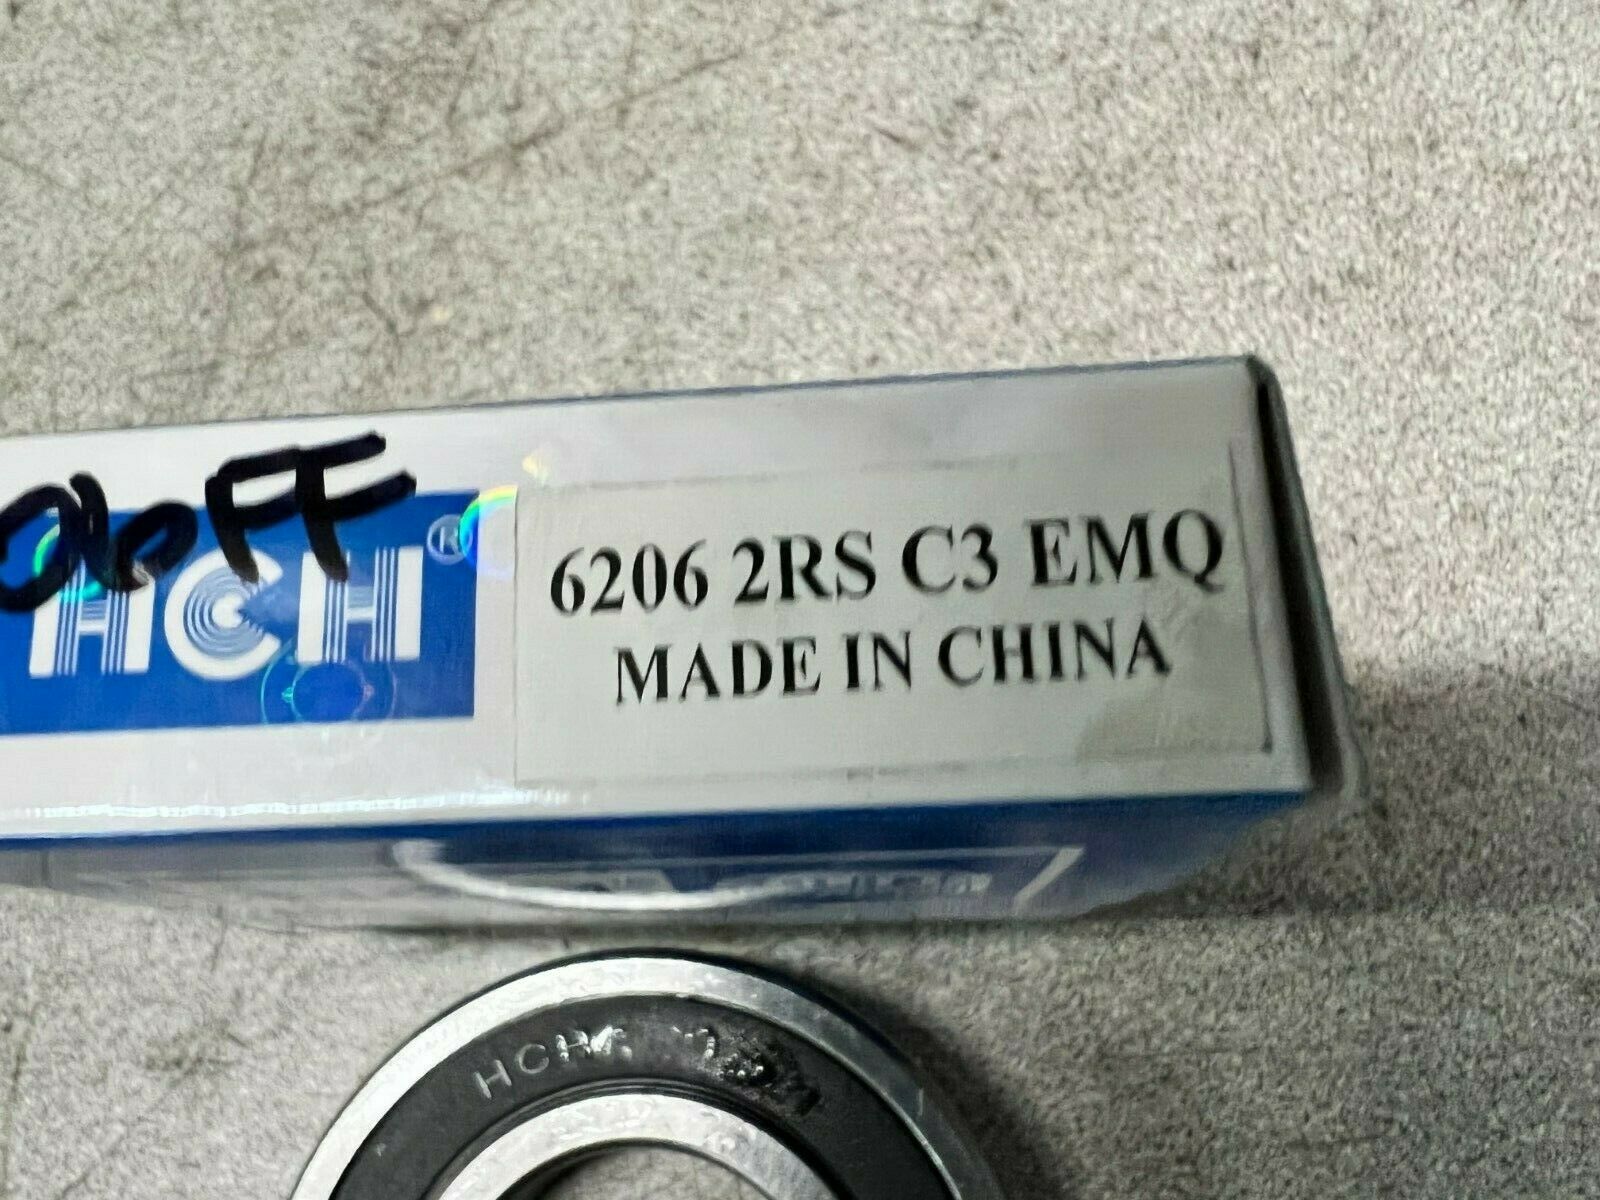 HCH®
6206 2RS C3 EMQ
MADE IN CHINA
HCH